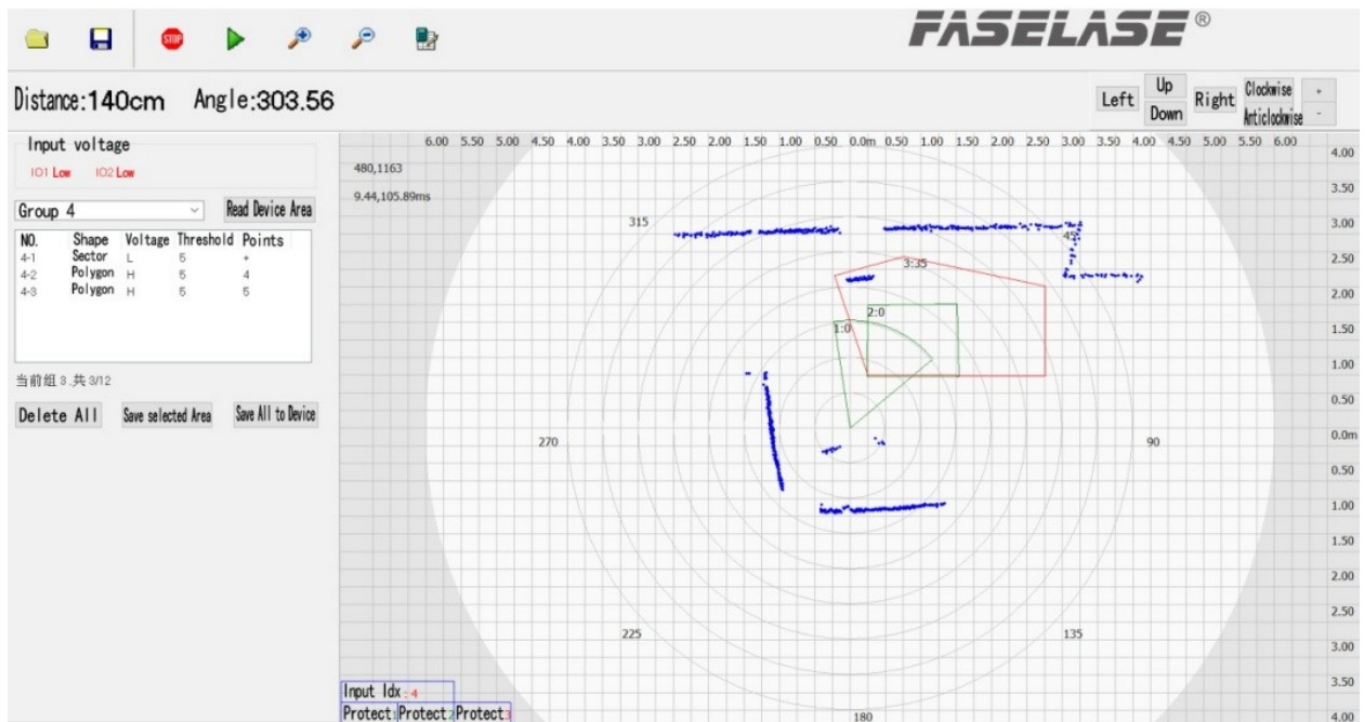 STOP
FASELASE®
Distance:140cm Angle:303.56
Left Up Down Right Clockwise Anticlockwise + -
Input voltage
IO1 Low IO2 Low
Group 4 Read Device Area
NO. Shape Voltage Threshold Points
4-1 Sector L 5 +
4-2 Polygon H 5 4
4-3 Polygon H 5 5
当前组 3 .共 3/12
Delete All Save selected Area Save All to Device
6.00 5.50 5.00 4.50 4.00 3.50 3.00 2.50 2.00 1.50 1.00 0.50 0.0m 0.50 1.00 1.50 2.00 2.50 3.00 3.50 4.00 4.50 5.00 5.50 6.00
4.00
480,1163
3.50
9.44,105.89ms
315
3.00
45
2.50
3:35
2.00
2:0
1:0
1.50
1.00
0.50
0.0m
270
90
0.50
1.00
1.50
2.00
2.50
225
135
3.00
3.50
Input Idx : 4
Protect 1 Protect 2 Protect 3
180
4.00